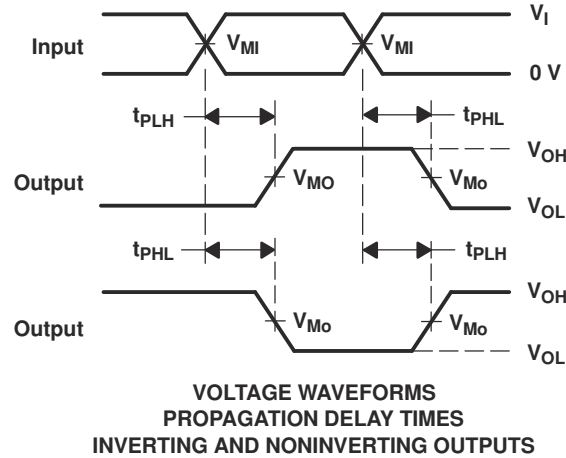 V_I
Input
V_MI
V_MI
0 V
t_PLH
t_PHL
V_OH
Output
V_MO
V_Mo
V_OL
t_PHL
t_PLH
V_OH
Output
V_Mo
V_Mo
V_OL
VOLTAGE WAVEFORMS
PROPAGATION DELAY TIMES
INVERTING AND NONINVERTING OUTPUTS